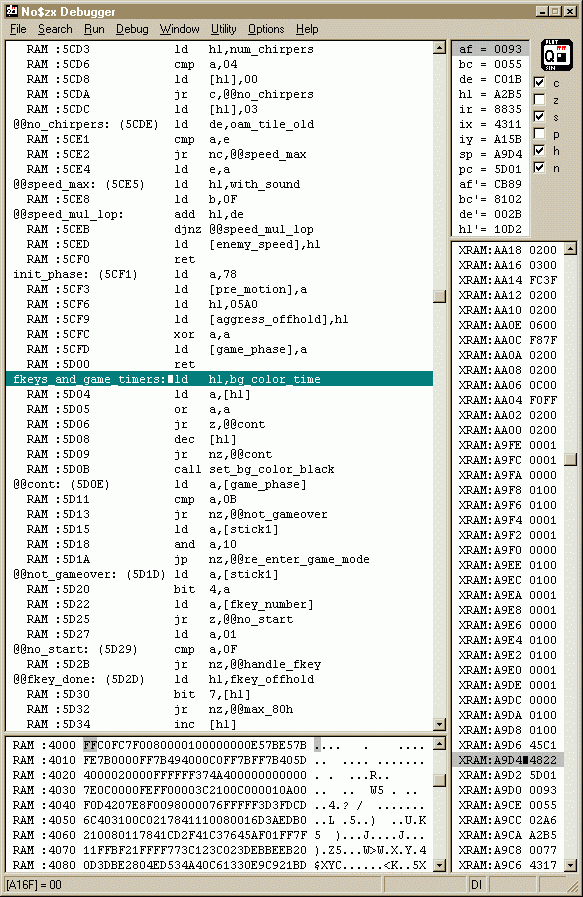 No$zx Debugger
File Search Run Debug Window Utility Options Help
RAM :5CD3 ld hl,num_chirpers
RAM :5CD6 cmp a,04
RAM :5CD8 ld [hl],00
RAM :5CDA jr c,@@no_chirpers
RAM :5CDC ld [hl],03
@@no_chirpers: (5CDE) ld de,oam_tile_old
RAM :5CE1 cmp a,e
RAM :5CE2 jr nc,@@speed_max
RAM :5CE4 ld e,a
@@speed_max: (5CE5) ld hl,with_sound
RAM :5CE8 ld b,0F
@@speed_mul_lop: add hl,de
RAM :5CEB djnz @@speed_mul_lop
RAM :5CED ld [enemy_speed],hl
RAM :5CF0 ret
init_phase: (5CF1) ld a,78
RAM :5CF3 ld [pre_motion],a
RAM :5CF6 ld hl,05A0
RAM :5CF9 ld [aggress_offhold],hl
RAM :5CFC xor a,a
RAM :5CFD ld [game_phase],a
RAM :5D00 ret
fkeys_and_game_timers: ld hl,bg_color_time
RAM :5D04 ld a,[hl]
RAM :5D05 or a,a
RAM :5D06 jr z,@@cont
RAM :5D08 dec [hl]
RAM :5D09 jr nz,@@cont
RAM :5D0B call set_bg_color_black
@@cont: (5D0E) ld a,[game_phase]
RAM :5D11 cmp a,0B
RAM :5D13 jr nz,@@not_gameover
RAM :5D15 ld a,[stick1]
RAM :5D18 and a,10
RAM :5D1A jp nz,@@re_enter_game_mode
@@not_gameover: (5D1D) ld a,[stick1]
RAM :5D20 bit 4,a
RAM :5D22 ld a,[fkey_number]
RAM :5D25 jr z,@@no_start
RAM :5D27 ld a,01
@@no_start: (5D29) cmp a,0F
RAM :5D2B jr nz,@@handle_fkey
@@fkey_done: (5D2D) ld hl,fkey_offhold
RAM :5D30 bit 7,[hl]
RAM :5D32 jr nz,@@max_80h
RAM :5D34 inc [hl]
RAM :4000 FFC0FC7F0080000100000000E57BE57B
RAM :4010 FE7B0000FF7B494000C0FF7BFF7B405D
RAM :4020 4000020000FFFFFF374A400000000000 . . ...R..
RAM :4030 7E0C0000FEFF00003C2100C000010A00
RAM :4040 F0D4207E8F0098000076FFFFF3D3FDCD
RAM :4050 6C403100C0217841110080016D3AEDB0
RAM :4060 210080117841CD2F41C37645AF01FF7F
RAM :4070 11FFBF21FFFF773C123C023DEBBEEB20
RAM :4080 0D3DBE2804ED534A40C61330E9C921BD
af = 0093
bc = 0055
de = C01B
hl = A2B5
ir = 8835
ix = 4311
iy = A15B
sp = A9D4
pc = 5D01
af'= CB89
bc'= 8102
de'= 002B
hl'= 10D2
c
z
s
p
h
n
XRAM:AA18 0200
XRAM:AA16 0300
XRAM:AA14 FC3F
XRAM:AA12 0200
XRAM:AA10 0200
XRAM:AA0E 0600
XRAM:AA0C F87F
XRAM:AA0A 0200
XRAM:AA08 0200
XRAM:AA06 0C00
XRAM:AA04 F0FF
XRAM:AA02 0200
XRAM:AA00 0200
XRAM:A9FE 0001
XRAM:A9FC 0001
XRAM:A9FA 0000
XRAM:A9F8 0100
XRAM:A9F6 0100
XRAM:A9F4 0001
XRAM:A9F2 0001
XRAM:A9F0 0000
XRAM:A9EE 0100
XRAM:A9EC 0100
XRAM:A9EA 0001
XRAM:A9E8 0001
XRAM:A9E6 0000
XRAM:A9E4 0100
XRAM:A9E2 0100
XRAM:A9E0 0001
XRAM:A9DE 0001
XRAM:A9DC 0000
XRAM:A9DA 0100
XRAM:A9D8 0100
XRAM:A9D6 45C1
XRAM:A9D4 4822
XRAM:A9D2 5D01
XRAM:A9D0 0093
XRAM:A9CE 0055
XRAM:A9CC 02A6
XRAM:A9CA A2B5
XRAM:A9C8 0077
XRAM:A9C6 4317
[A16F] = 00
DI